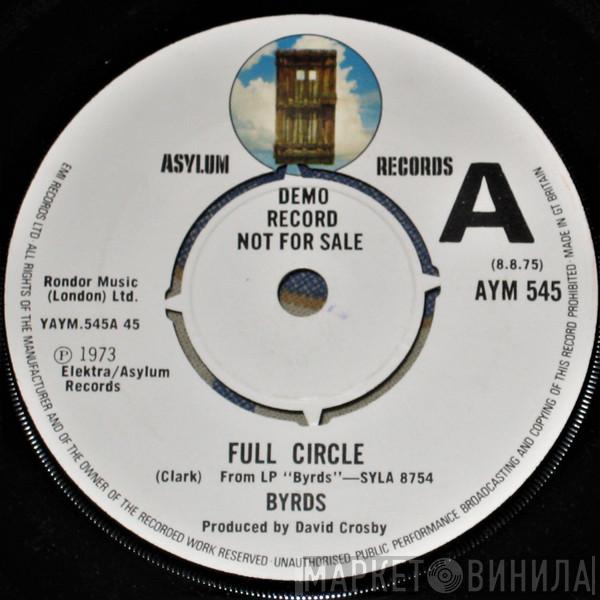 ASYLUM RECORDS
DEMO
RECORD
NOT FOR SALE
A
(8.8.75)
AYM 545
Rondor Music
(London) Ltd.
YAYM.545A 45
Ⓟ 1973
Elektra/Asylum
Records
FULL CIRCLE
(Clark) From LP "Byrds"—SYLA 8754
BYRDS
Produced by David Crosby
EMI RECORDS LTD ALL RIGHTS OF THE MANUFACTURER AND OF THE OWNER OF THE RECORDED WORK RESERVED · UNAUTHORISED · PUBLIC PERFORMANCE BROADCASTING AND COPYING OF THIS RECORD PROHIBITED · MADE IN GT BRITAIN
МАРКЕТ ВИНИЛА